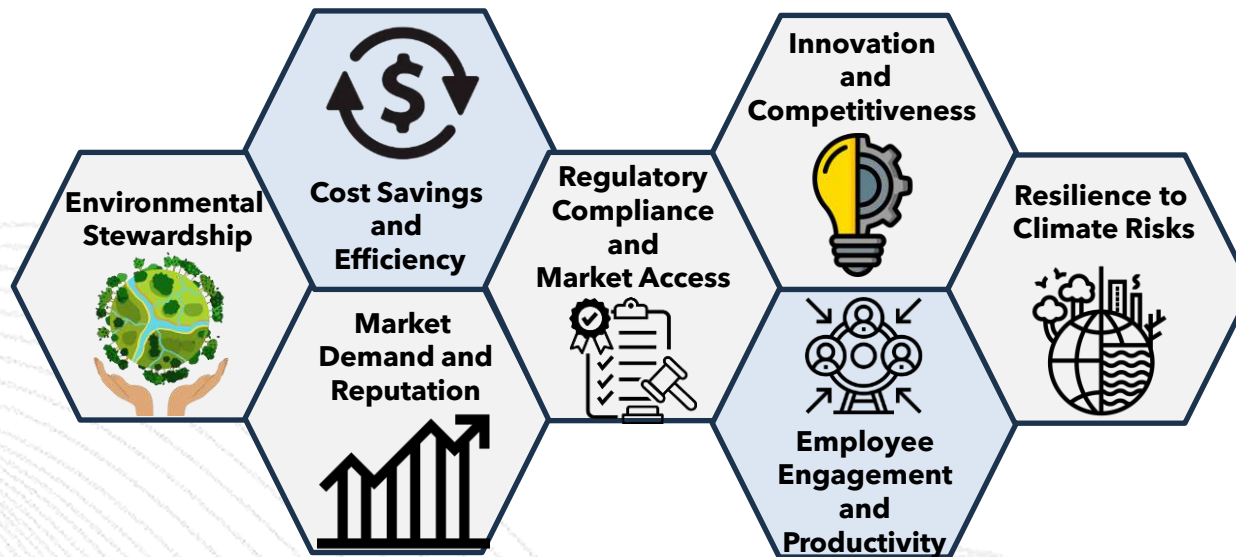 Environmental
Stewardship
Cost Savings
and
Efficiency
Market
Demand and
Reputation
Regulatory
Compliance
and
Market Access
Innovation
and
Competitiveness
Employee
Engagement
and
Productivity
Resilience to
Climate Risks